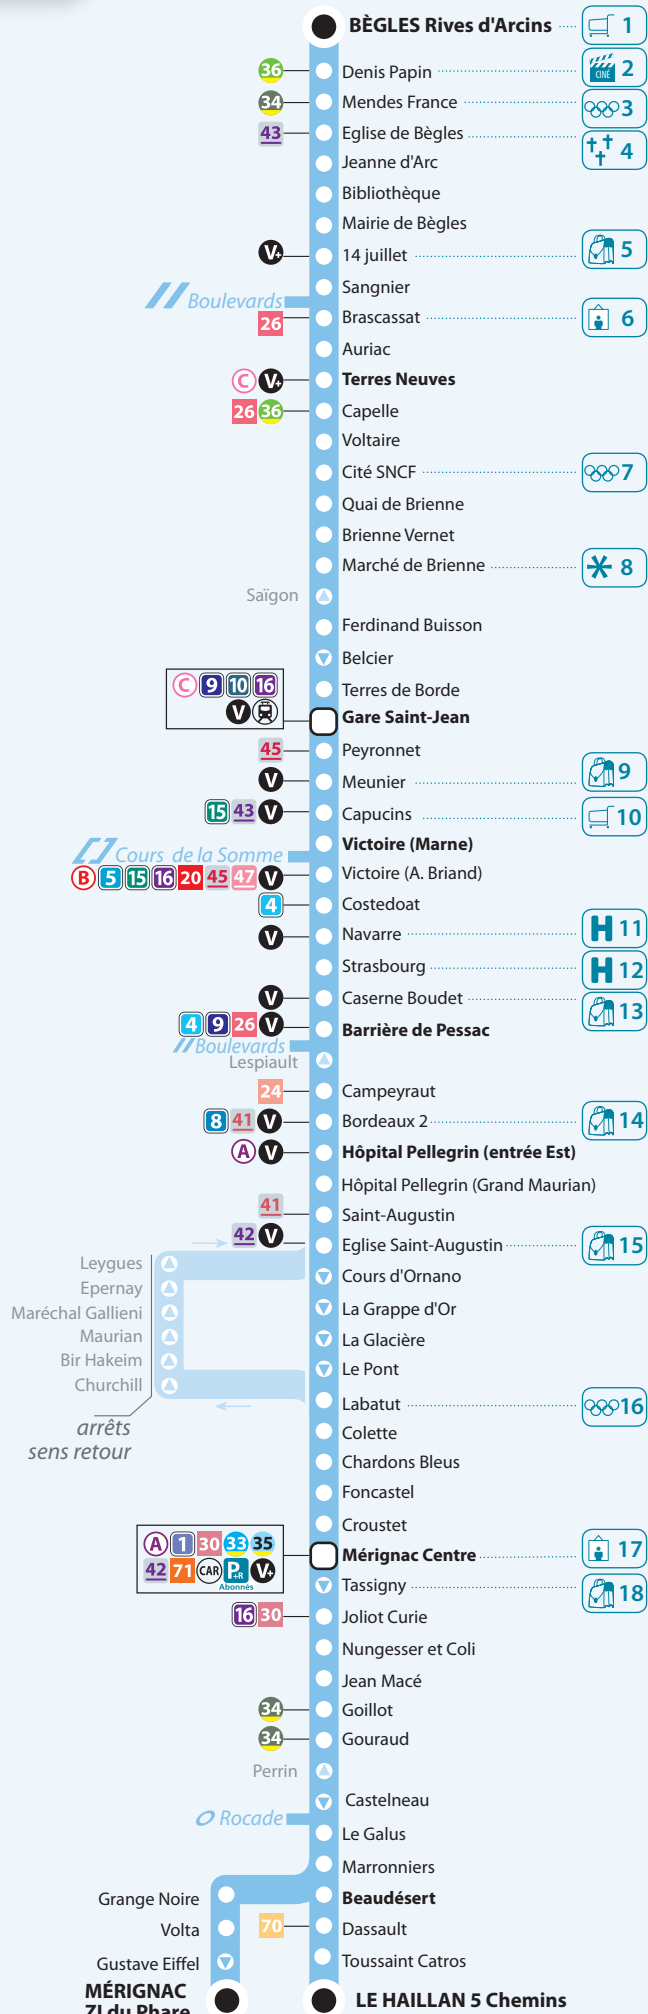 BÈGLES Rives d'Arcins 1
36 Denis Papin CINÉ 2
34 Mendes France 3
43 Eglise de Bègles 4
Jeanne d'Arc
Bibliothèque
Mairie de Bègles
V+ 14 juillet 5
Sangnier
Boulevards
26 Brascassat 6
Auriac
C V+ Terres Neuves
26 36 Capelle
Voltaire
Cité SNCF 7
Quai de Brienne
Brienne Vernet
Marché de Brienne 8
Saïgon
Ferdinand Buisson
Belcier
Terres de Borde
C 9 10 16
V
Gare Saint-Jean
45 Peyronnet
V Meunier 9
15 43 V Capucins 10
Victoire (Marne)
Cours de la Somme
B 5 15 16 20 45 47 V Victoire (A. Briand)
4 Costedoat
V Navarre H 11
Strasbourg H 12
V Caserne Boudet 13
4 9 26 V Barrière de Pessac
Boulevards
Lespiault
24 Campeyraut
8 41 V Bordeaux 2 14
A V Hôpital Pellegrin (entrée Est)
Hôpital Pellegrin (Grand Maurian)
41 Saint-Augustin
42 V Eglise Saint-Augustin 15
Leygues
Epernay
Maréchal Gallieni
Maurian
Bir Hakeim
Churchill
arrêts
sens retour
Cours d'Ornano
La Grappe d'Or
La Glacière
Le Pont
Labatut 16
Colette
Chardons Bleus
Foncastel
Croustet
A 1 30 33 35
42 71 CAR P+R V+
Abonnés
Mérignac Centre 17
Tassigny 18
16 30 Joliot Curie
Nungesser et Coli
Jean Macé
34 Goillot
34 Gouraud
Perrin
Castelneau
Rocade
Le Galus
Marronniers
Beaudésert
70 Dassault
Toussaint Catros
LE HAILLAN 5 Chemins
Grange Noire
Volta
Gustave Eiffel
MÉRIGNAC
ZI du Phare